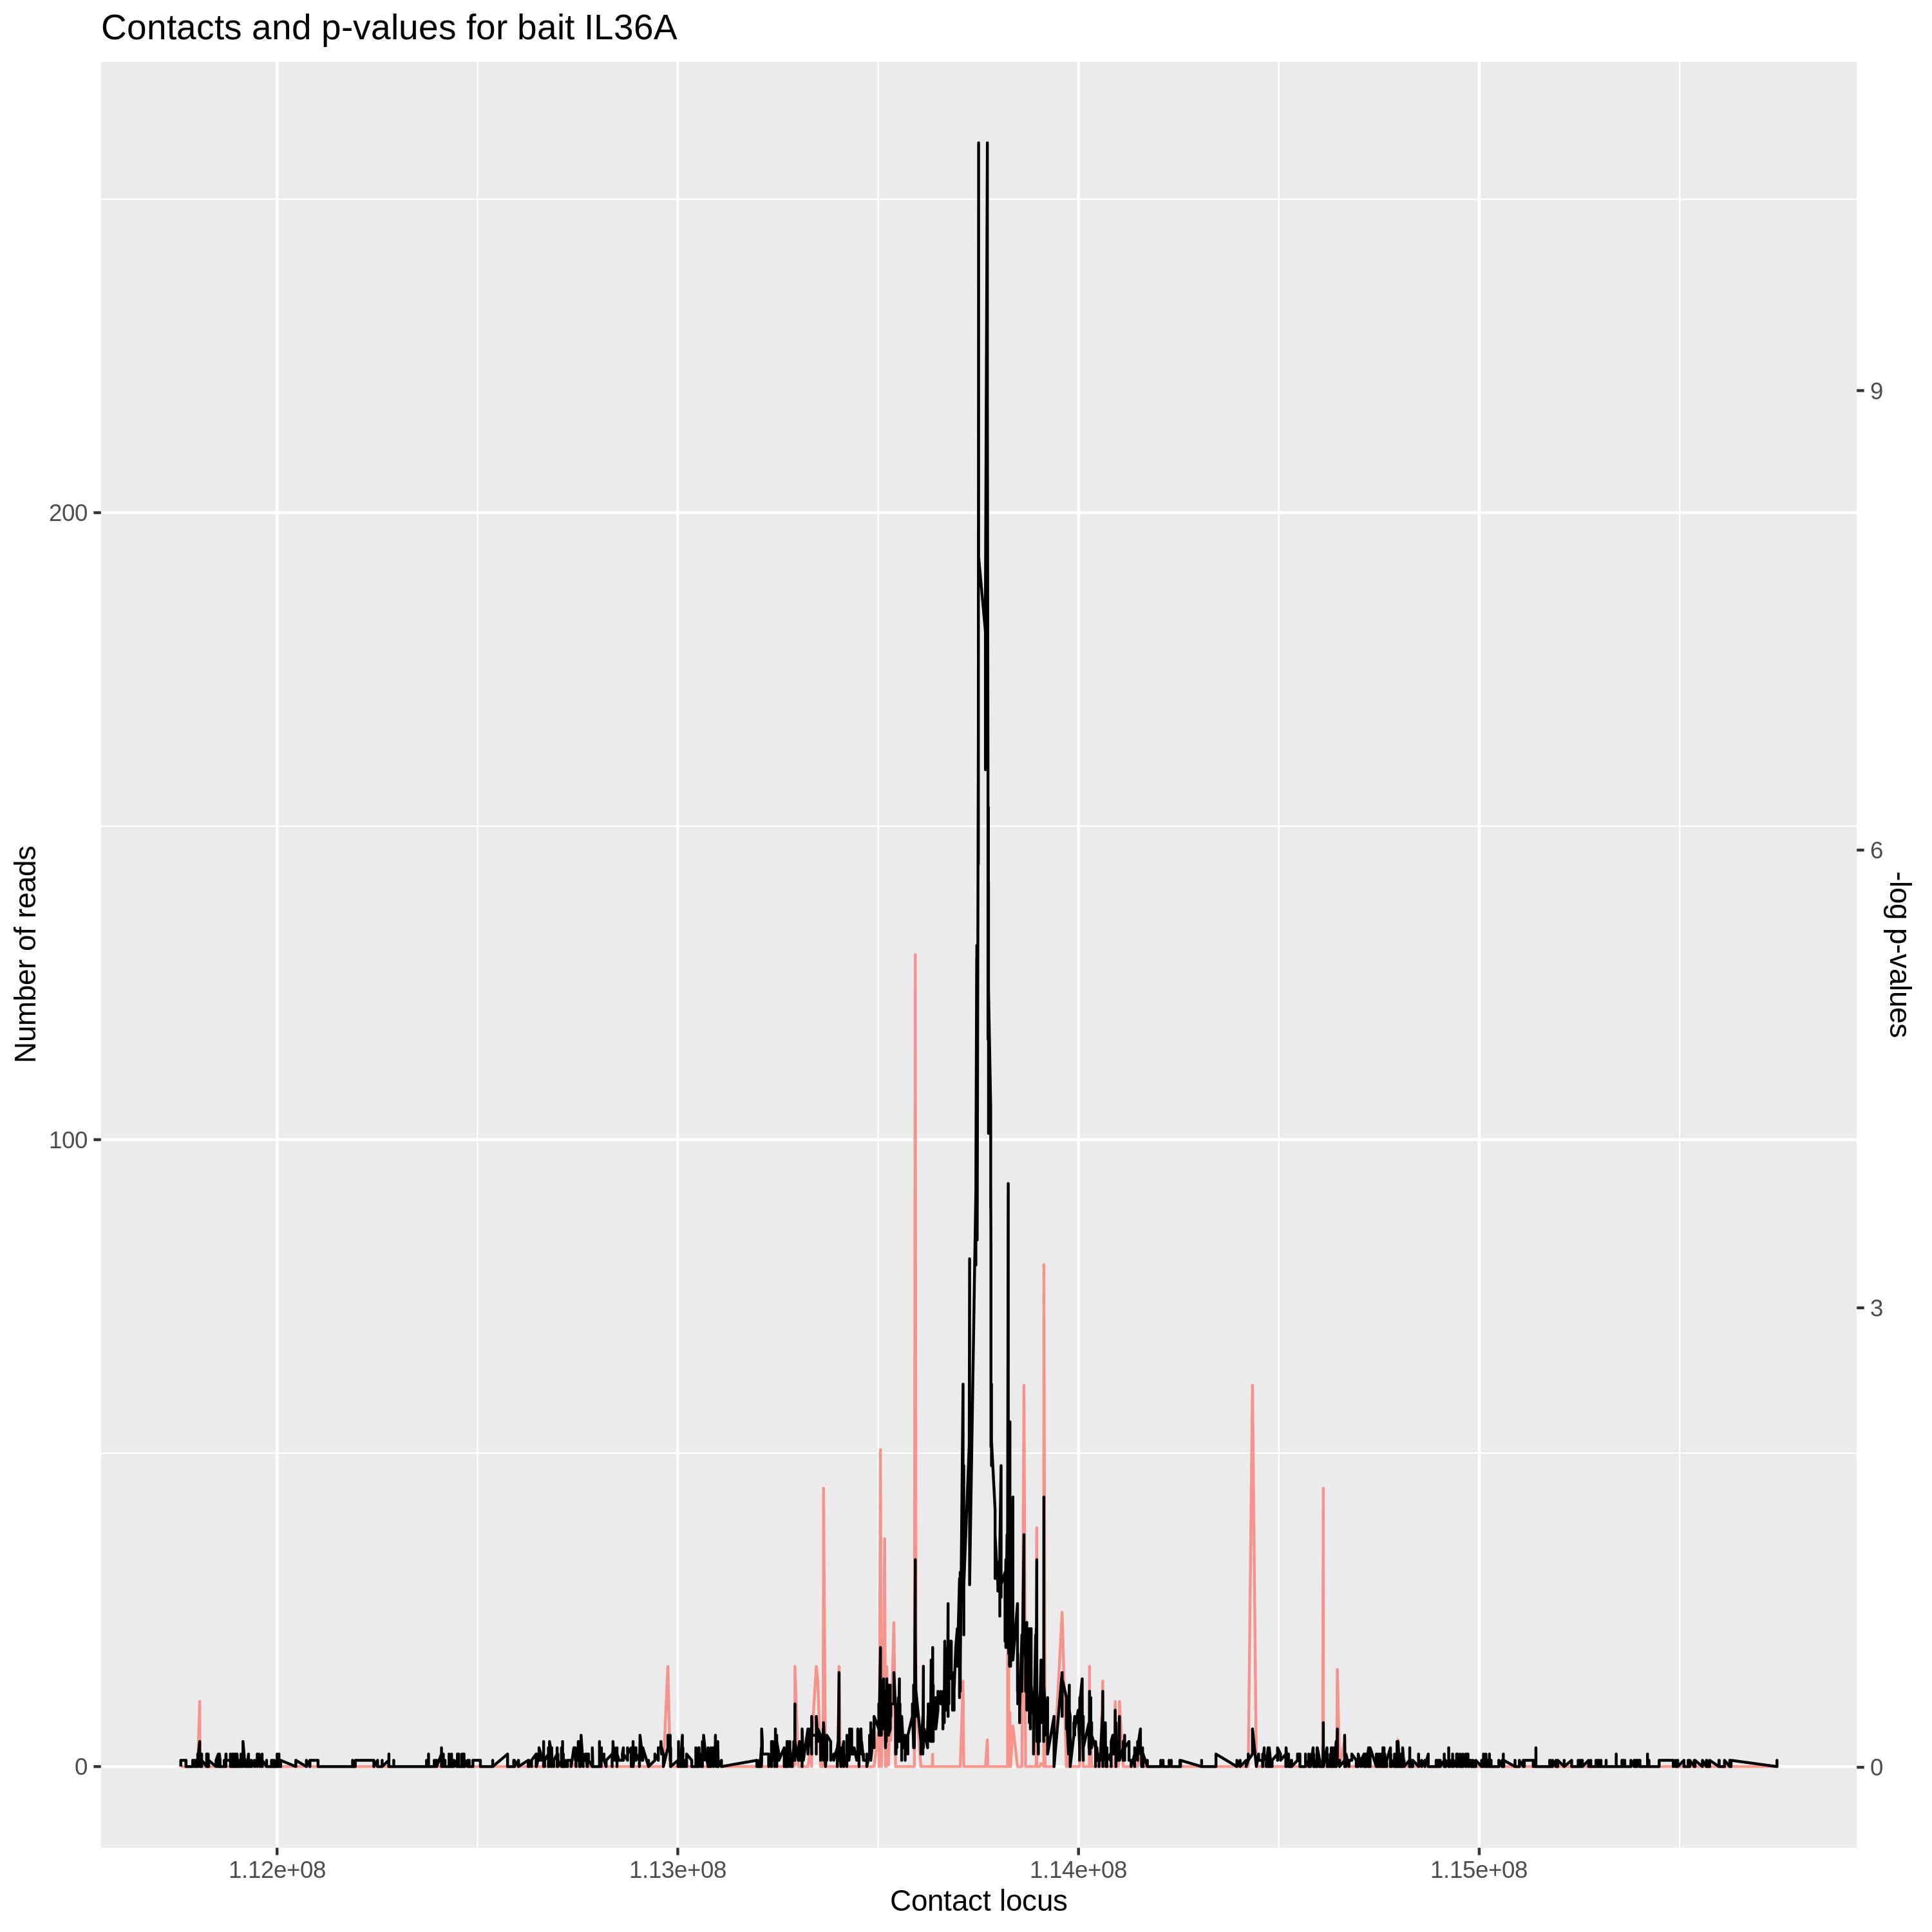 Contacts and p-values for bait IL36A
Number of reads
200
100
0
9
6
3
0
-log p-values
1.12e+08
1.13e+08
1.14e+08
1.15e+08
Contact locus